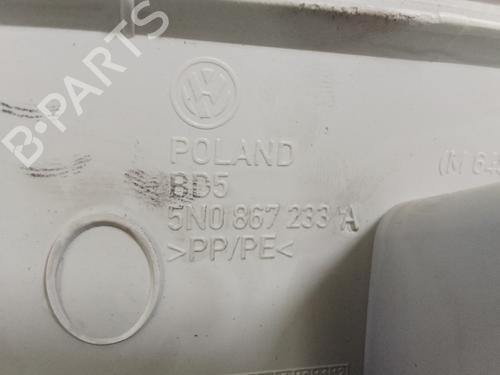 B-PARTS
POLAND
BD5
5N0 867 233 A
>PP/PE<